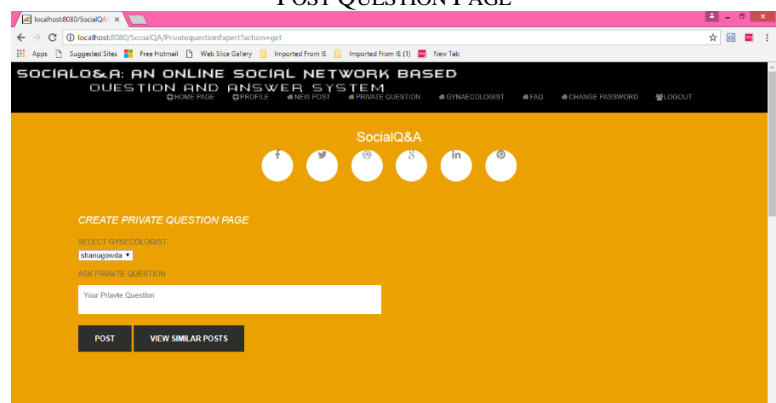 POST QUESTION PAGE
localhost:8080/SocialQA/
localhost:8080/SocialQA/PrivatequestionExpert?action=get
Apps Suggested Sites Free Hotmail Web Slice Gallery Imported From IE Imported From IE (1) New Tab
SOCIALQ&A: AN ONLINE SOCIAL NETWORK BASED
QUESTION AND ANSWER SYSTEM
HOME PAGE PROFILE NEW POST PRIVATE QUESTION GYNAECOLOGIST FAQ CHANGE PASSWORD LOGOUT
SocialQ&A
CREATE PRIVATE QUESTION PAGE
SELECT GYNECOLOGIST
shanugowda
ASK PRIAVTE QUESTION
Your Priavte Question
POST VIEW SIMILAR POSTS